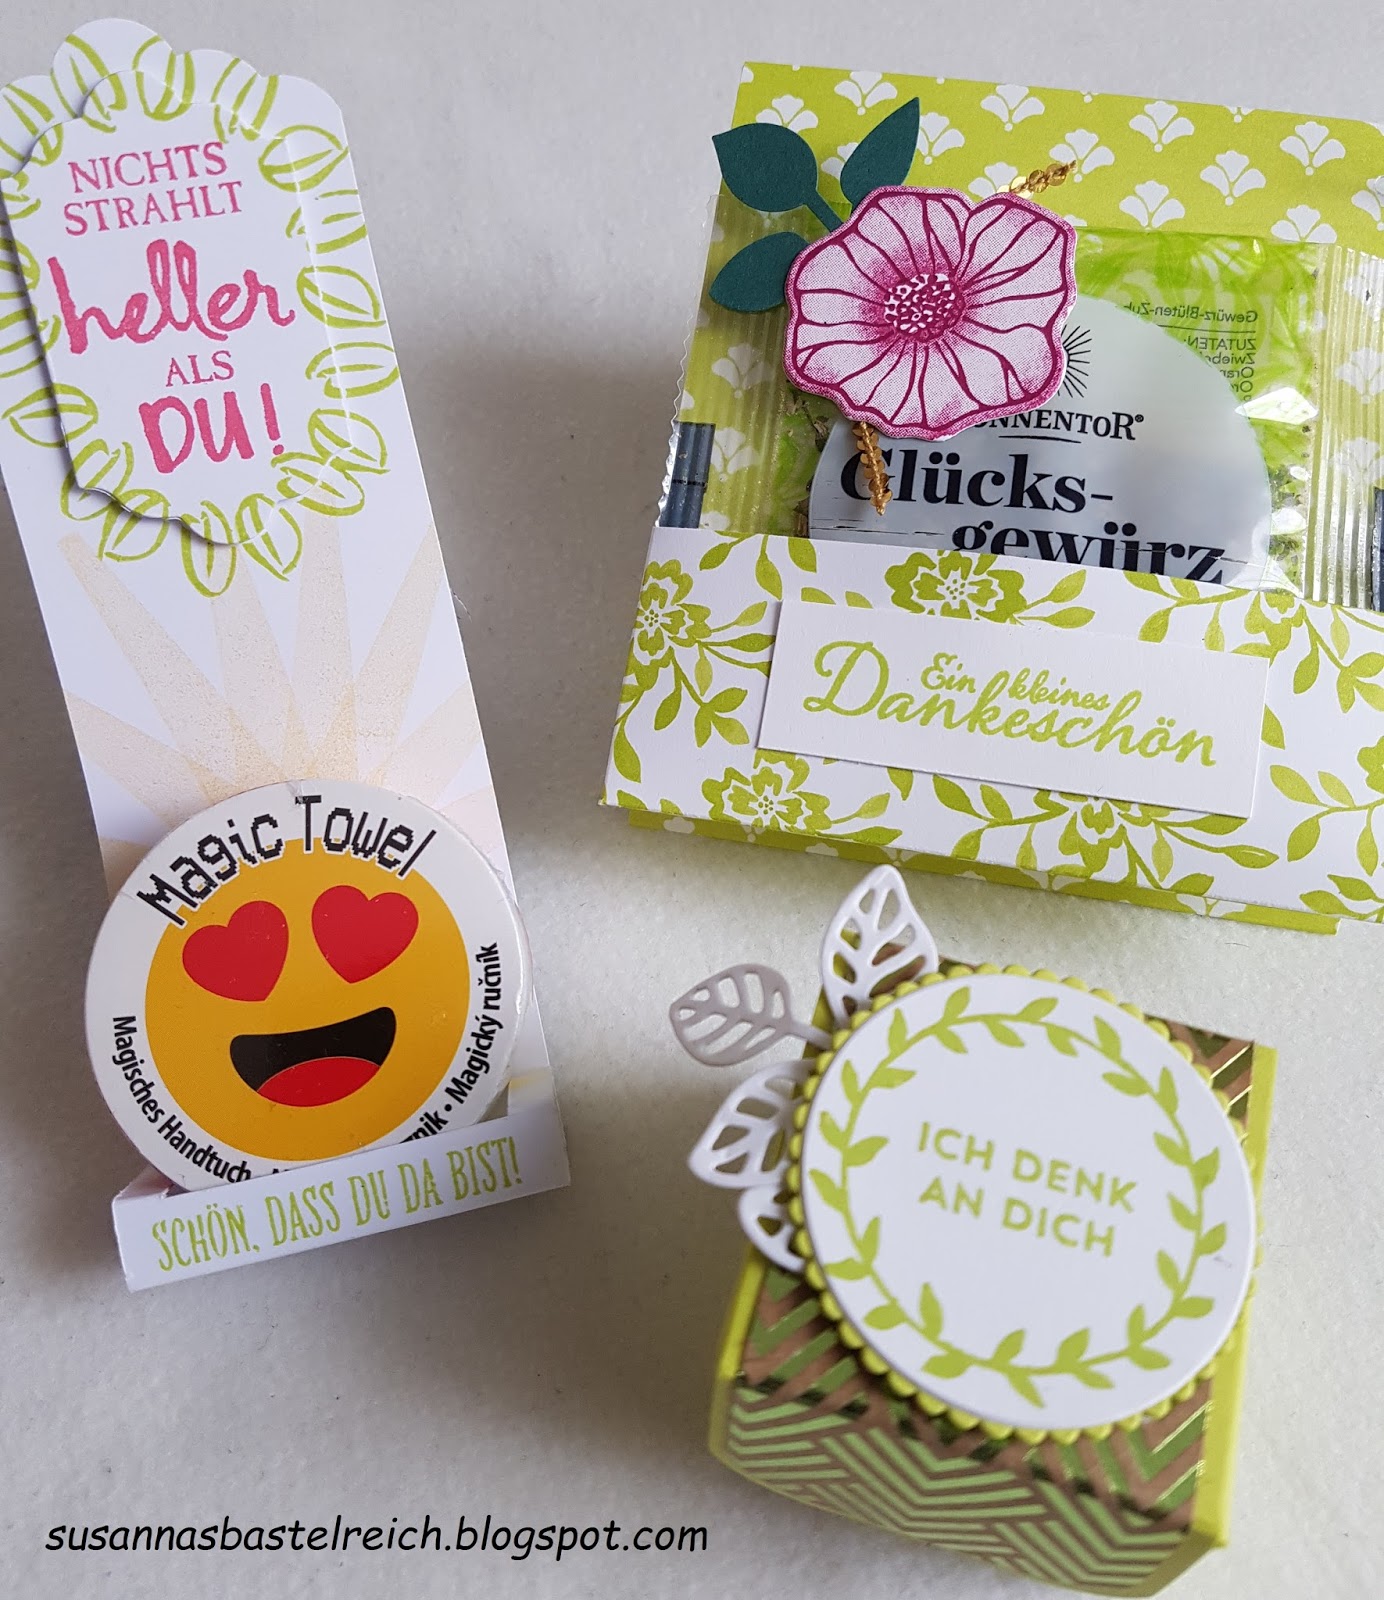 NICHTS
STRAHLT
heller
ALS
DU!
Magic Towel
Magisches Handtuch
• Magický ručník
SCHÖN, DASS DU DA BIST!
Gewürz-Blüten-Zub
ZUTATEN:
NNENTOR®
Glücks-
gewürz
Ein kleines
Dankeschön
ICH DENK
AN DICH
susannasbastelreich.blogspot.com